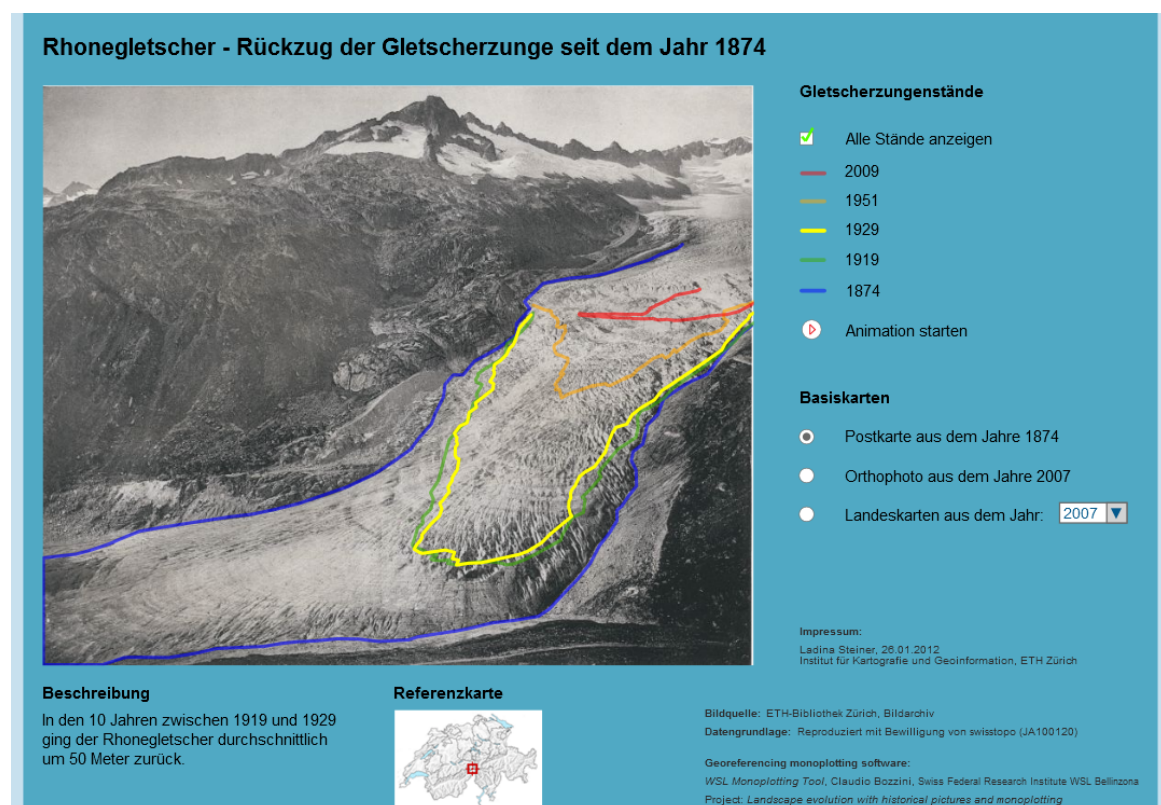 Rhonegletscher - Rückzug der Gletscherzunge seit dem Jahr 1874
Gletscherzungenstände
Alle Stände anzeigen
2009
1951
1929
1919
1874
Animation starten
Basiskarten
Postkarte aus dem Jahre 1874
Orthophoto aus dem Jahre 2007
Landeskarten aus dem Jahr: 2007
Impressum:
Ladina Steiner, 26.01.2012
Institut für Kartografie und Geoinformation, ETH Zürich
Beschreibung
In den 10 Jahren zwischen 1919 und 1929
ging der Rhonegletscher durchschnittlich
um 50 Meter zurück.
Referenzkarte
Bildquelle: ETH-Bibliothek Zürich, Bildarchiv
Datengrundlage: Reproduziert mit Bewilligung von swisstopo (JA100120)
Georeferencing monoplotting software:
WSL Monoplotting Tool, Claudio Bozzini, Swiss Federal Research Institute WSL Bellinzona
Project: Landscape evolution with historical pictures and monoplotting